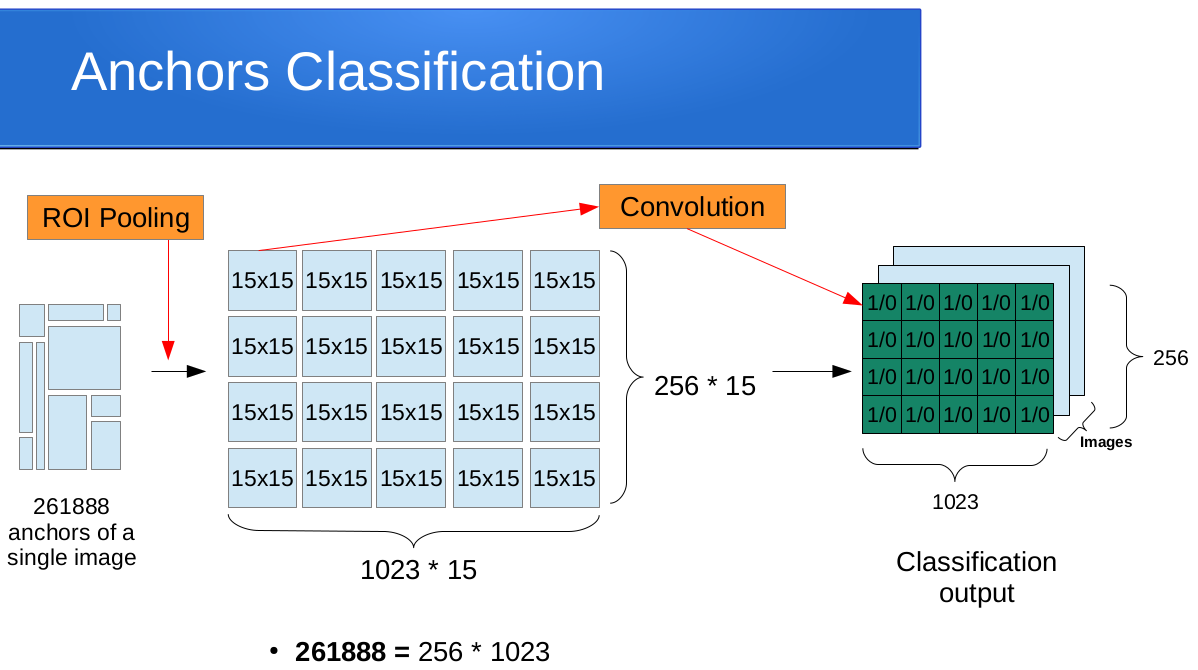 Anchors Classification
ROI Pooling
Convolution
15x15 15x15 15x15 15x15 15x15
15x15 15x15 15x15 15x15 15x15
15x15 15x15 15x15 15x15 15x15
15x15 15x15 15x15 15x15 15x15
256 * 15
1023 * 15
261888
anchors of a
single image
1/0 1/0 1/0 1/0 1/0
1/0 1/0 1/0 1/0 1/0
1/0 1/0 1/0 1/0 1/0
1/0 1/0 1/0 1/0 1/0
256
Images
1023
Classification
output
• 261888 = 256 * 1023